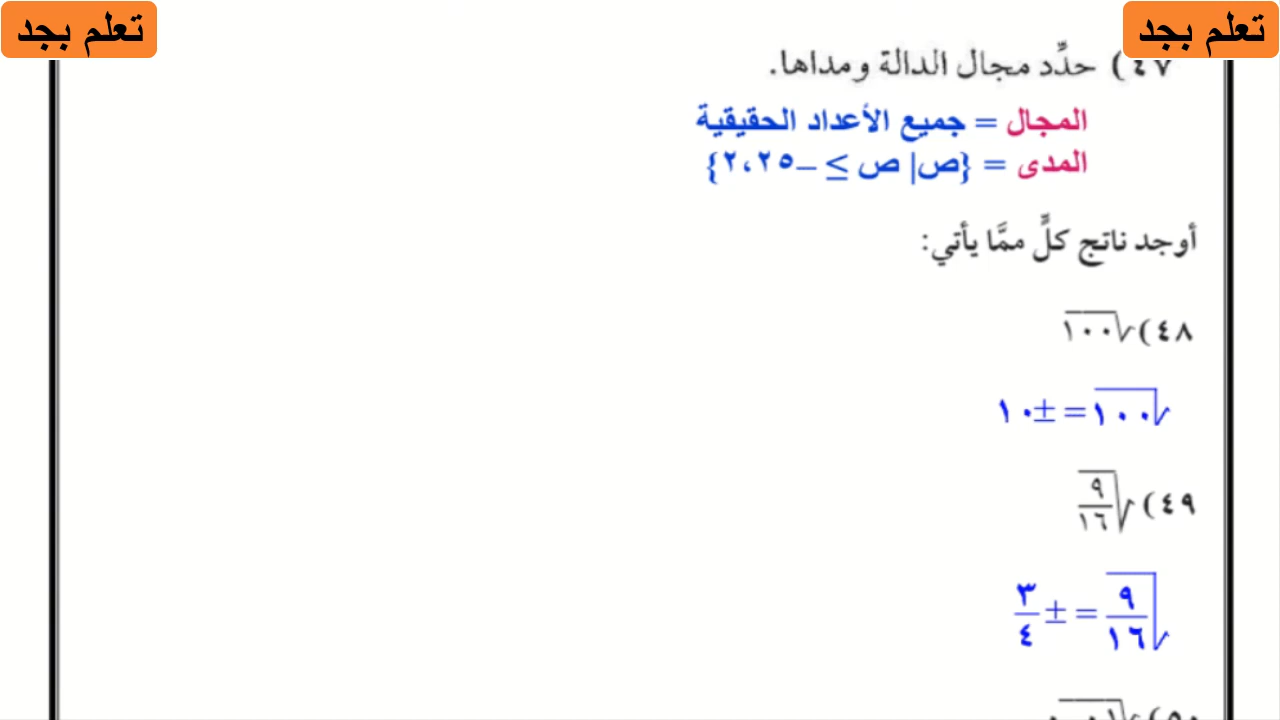 تعلم بجد
تعلم بجد
٤٧) حدِّد مجال الدالة ومداها.
المجال = جميع الأعداد الحقيقية
المدى = {ص| ص ≥ –٢،٢٥}
أوجد ناتج كلٍّ ممَّا يأتي:
٤٨) √١٠٠
√١٠٠ = ±١٠
٤٩) √٩/١٦
√٩/١٦ = ± ٣/٤
٥٠)